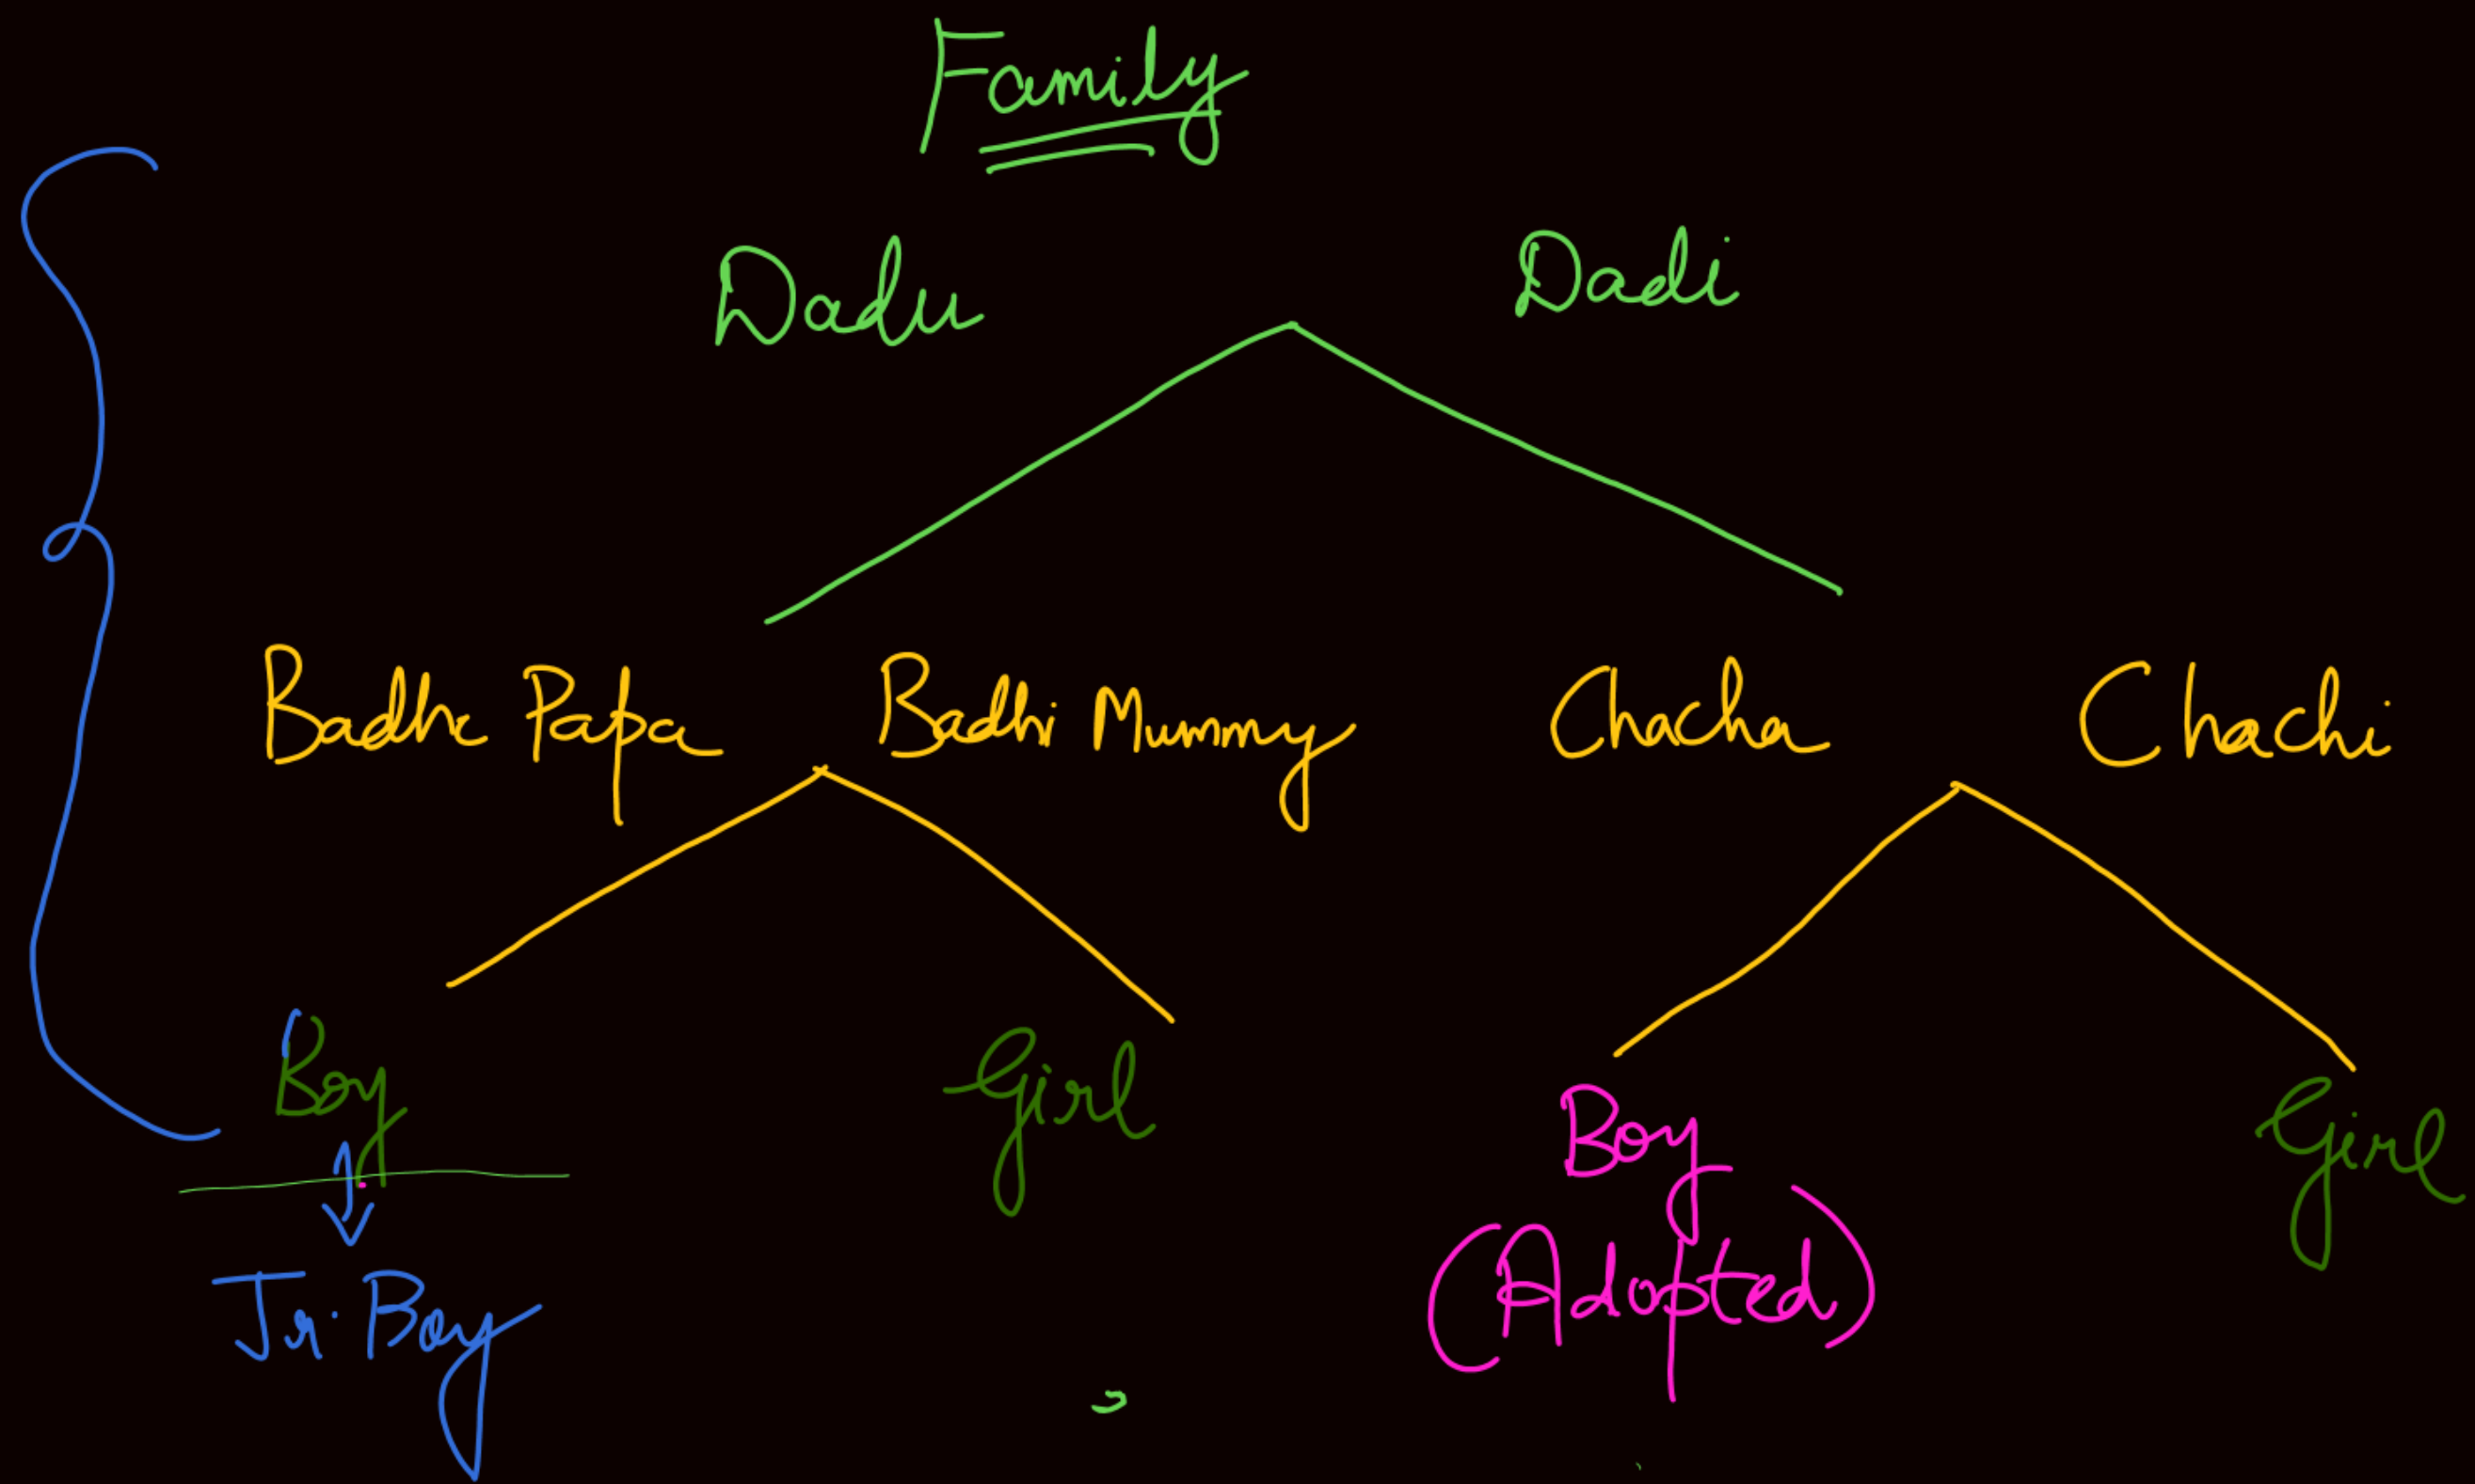 Family
Dadu Dadi
Badhe Papa Badhi Mummy Chacha Chachi
Boy Girl Boy Girl
(Adopted)
Jr. Boy